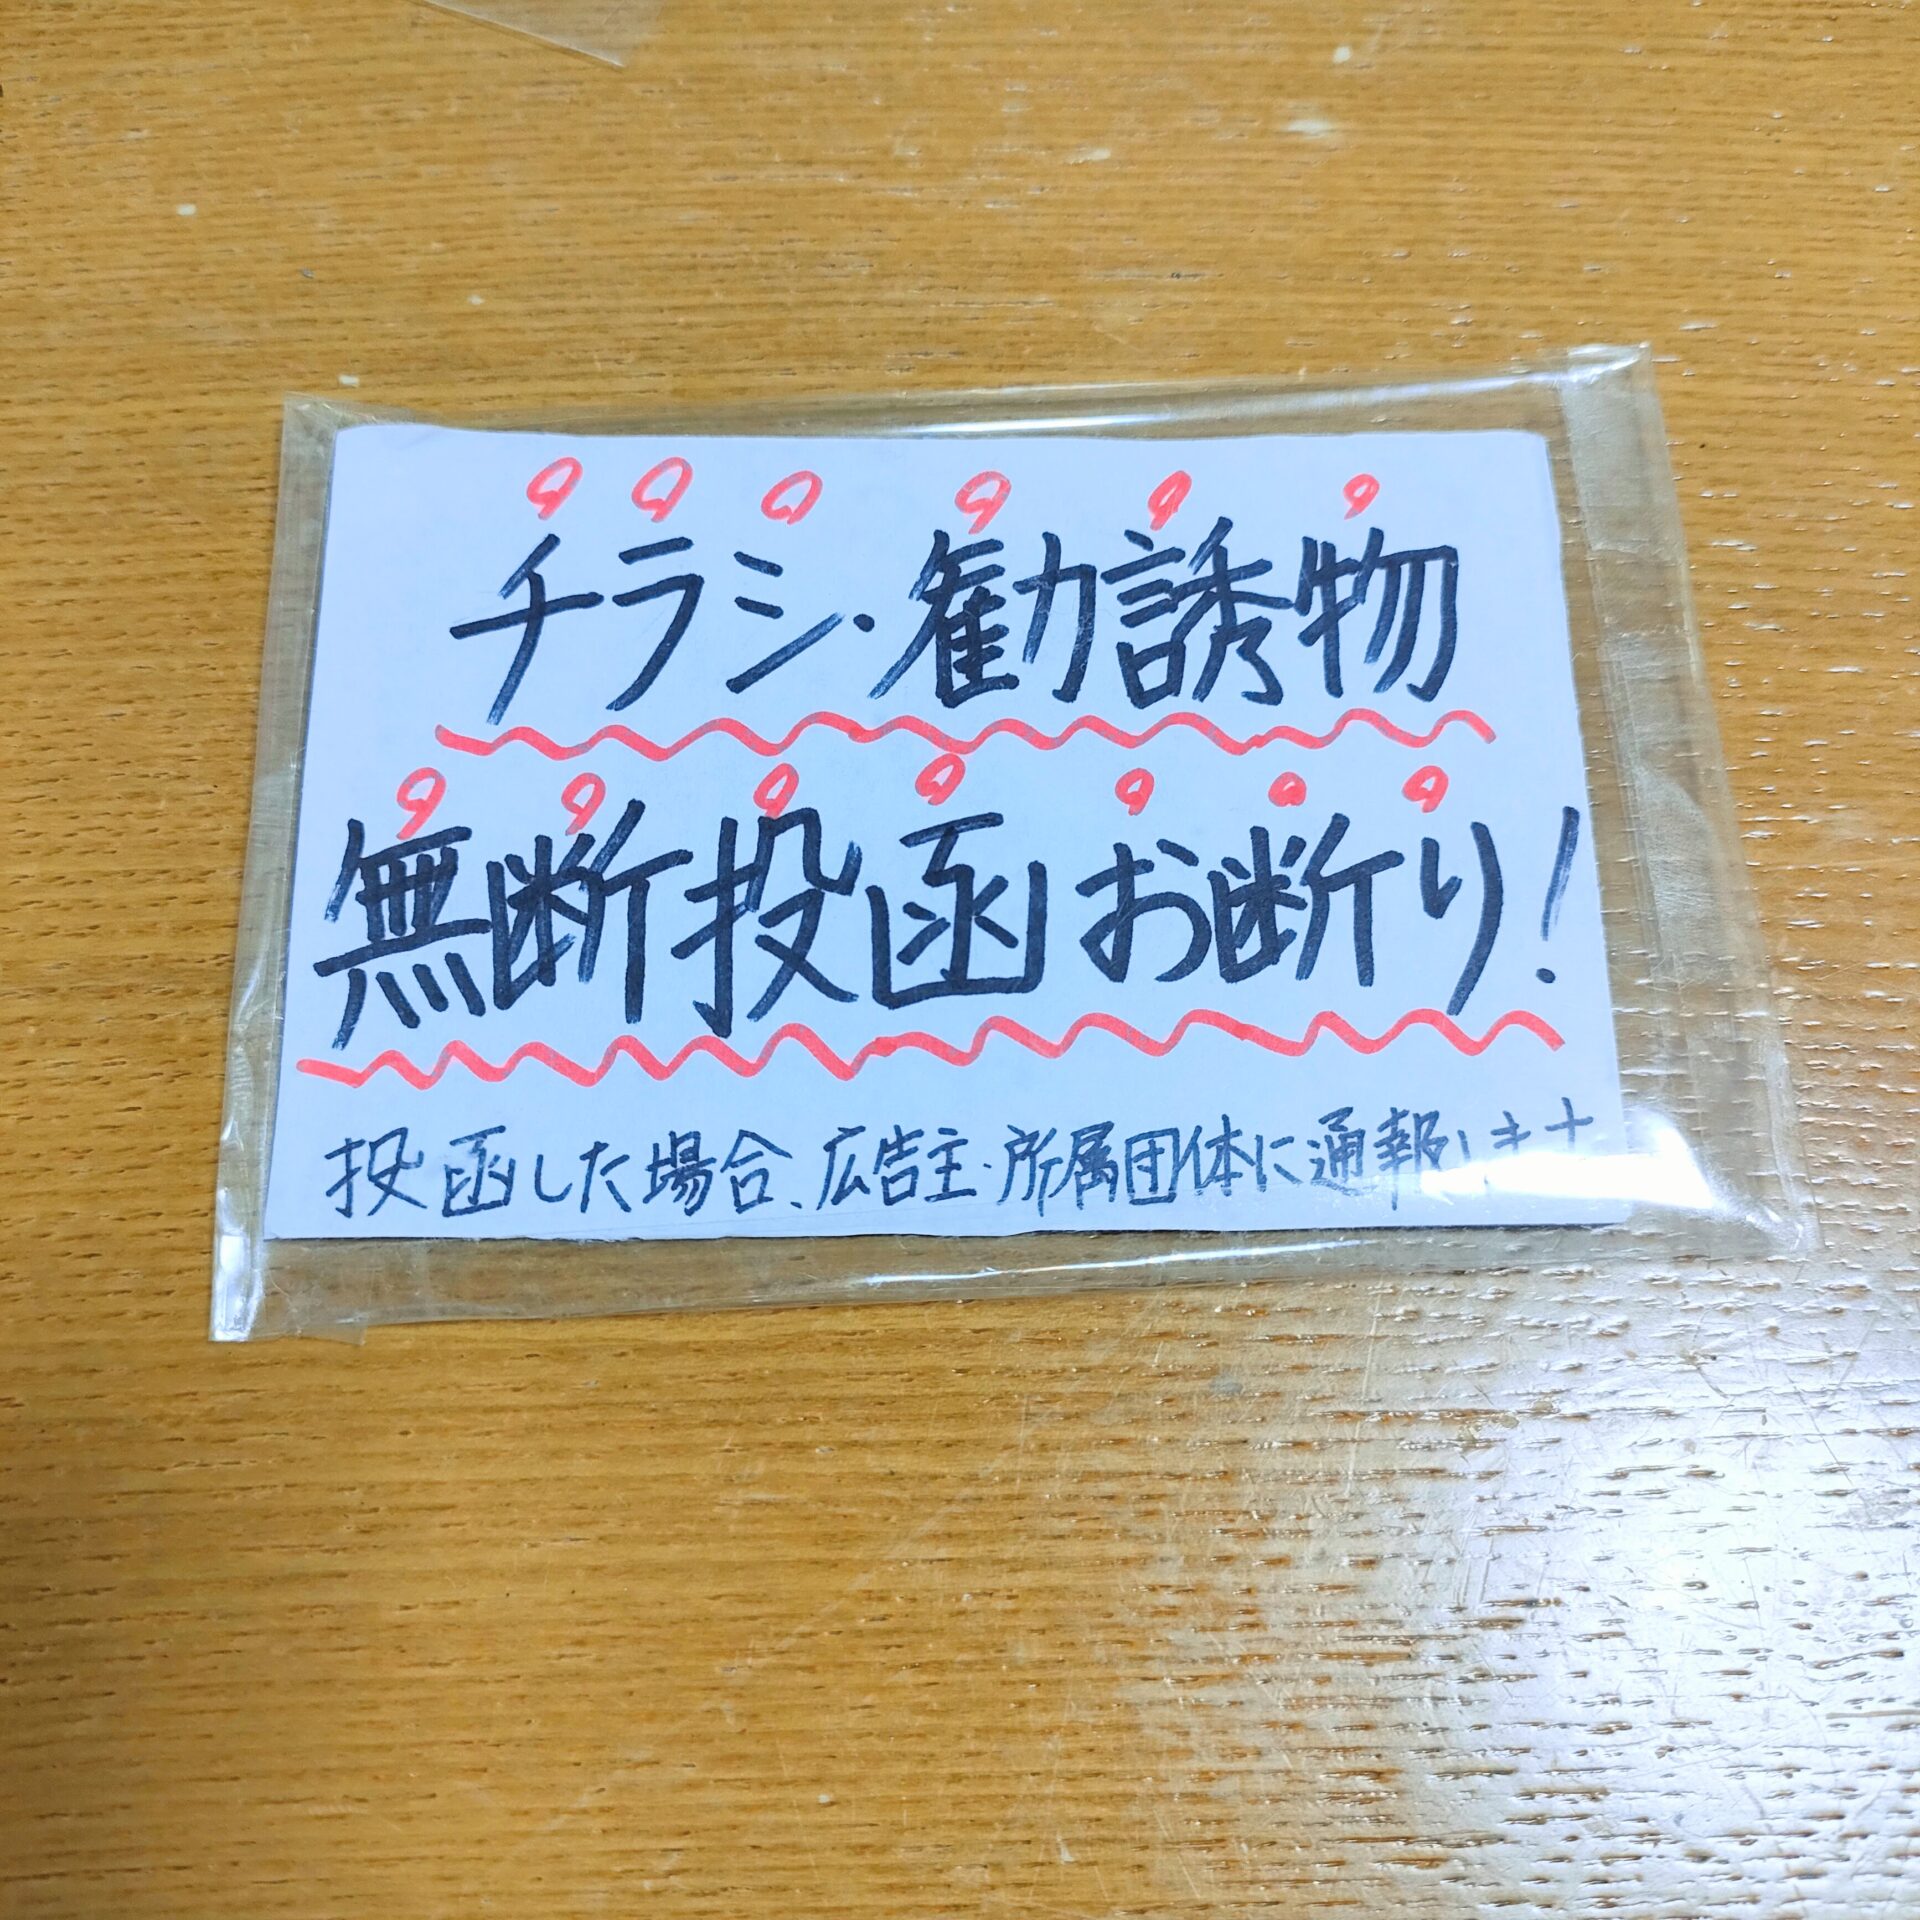 チラシ・勧誘物
無断投函お断り!
投函した場合、広告主・所属団体に通報します